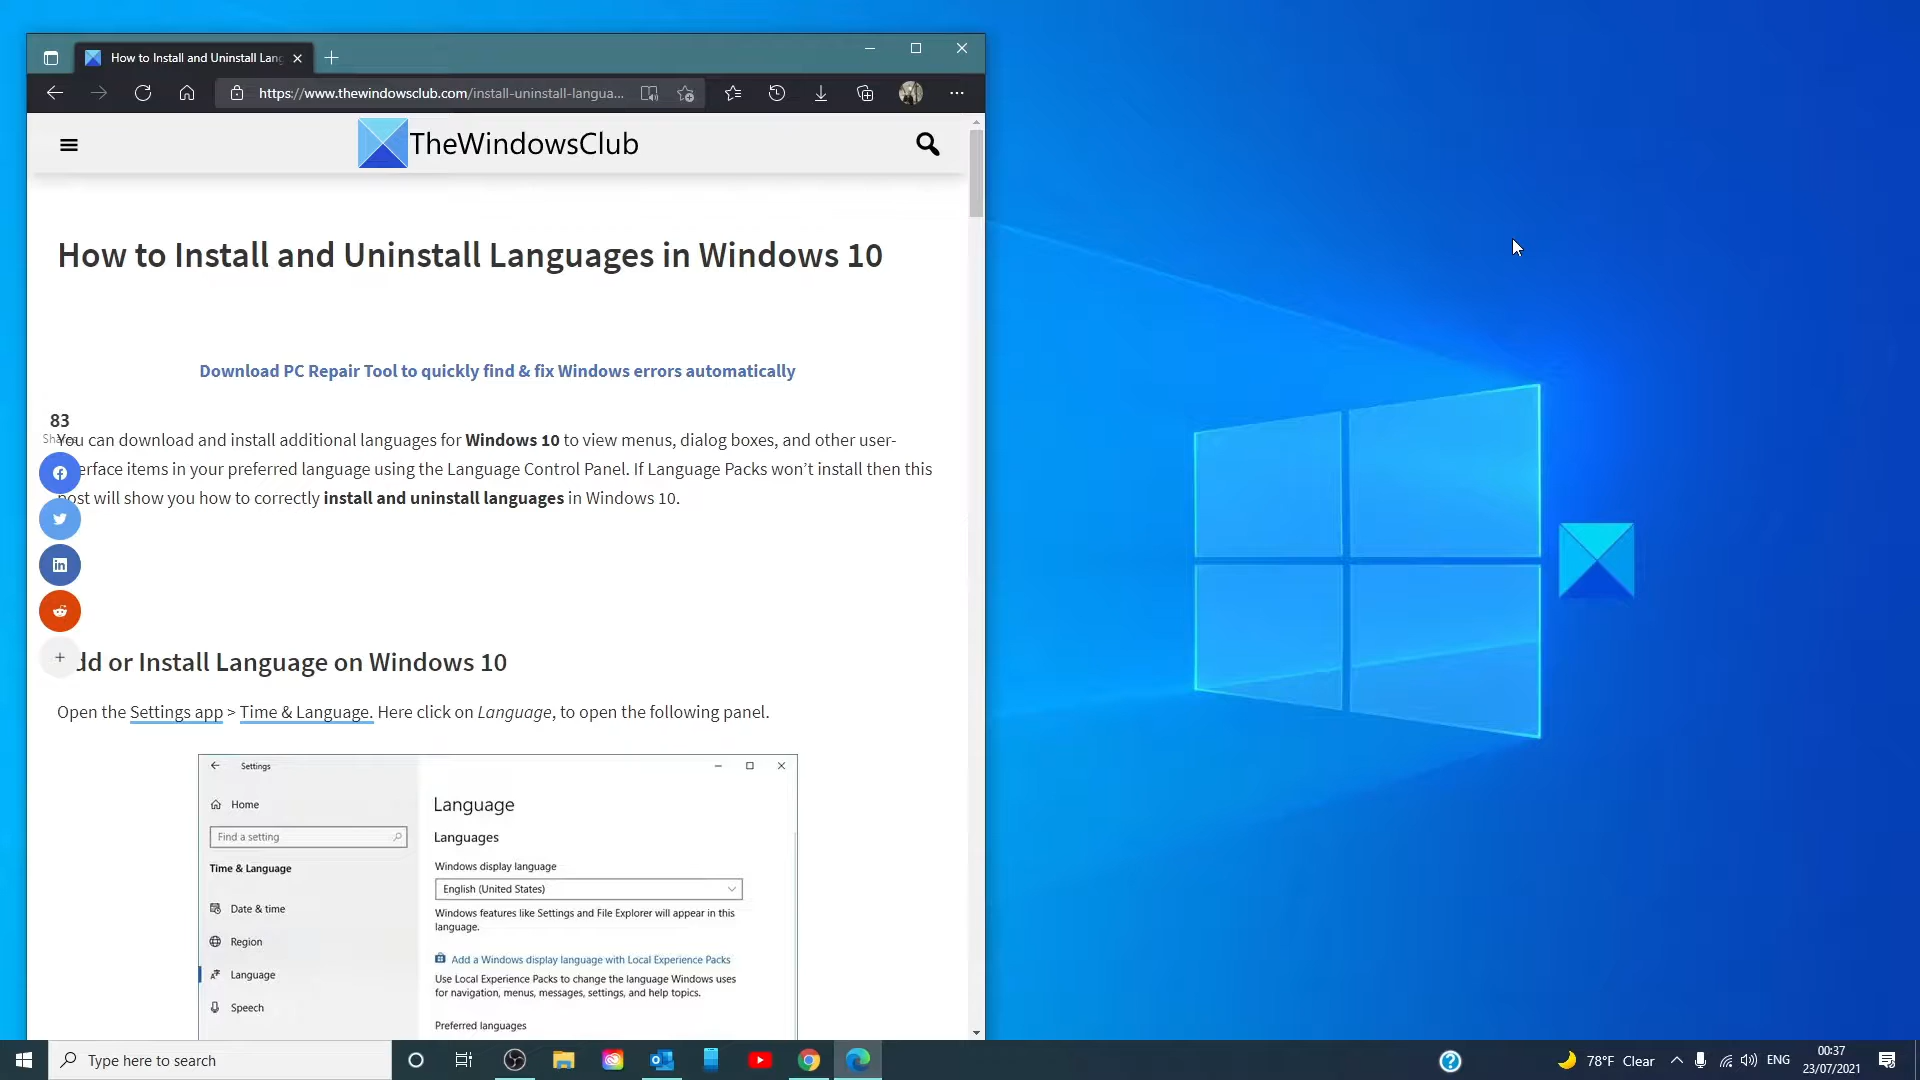 How to Install and Uninstall Lang
https://www.thewindowsclub.com/install-uninstall-langua...
TheWindowsClub
How to Install and Uninstall Languages in Windows 10
Download PC Repair Tool to quickly find & fix Windows errors automatically
83
You can download and install additional languages for Windows 10 to view menus, dialog boxes, and other user-
erface items in your preferred language using the Language Control Panel. If Language Packs won't install then this
post will show you how to correctly install and uninstall languages in Windows 10.
dd or Install Language on Windows 10
Open the Settings app > Time & Language. Here click on Language, to open the following panel.
Settings
Home
Find a setting
Time & Language
Date & time
Region
Language
Speech
Language
Languages
Windows display language
English (United States)
Windows features like Settings and File Explorer will appear in this
language.
Add a Windows display language with Local Experience Packs
Use Local Experience Packs to change the language Windows uses
for navigation, menus, messages, settings, and help topics.
Preferred languages
Type here to search
78°F Clear
ENG
00:37
23/07/2021